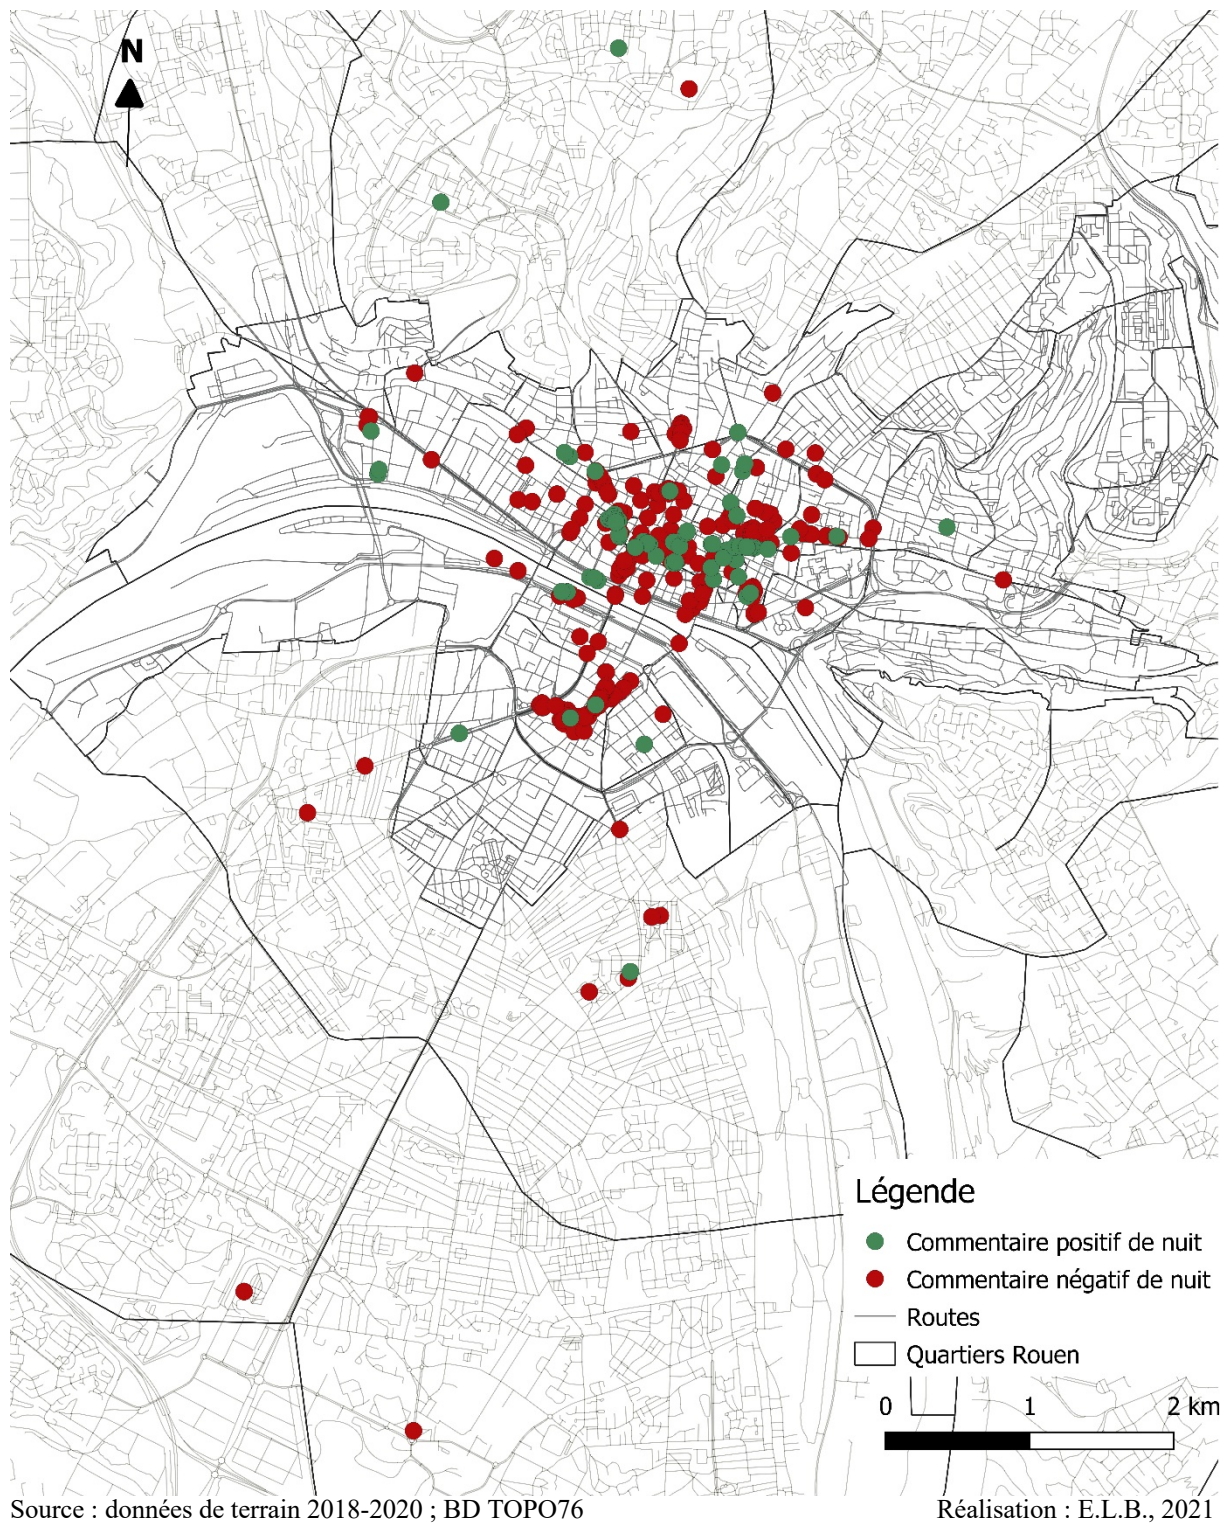 N
Légende
Commentaire positif de nuit
Commentaire négatif de nuit
Routes
Quartiers Rouen
0 1 2 km
Source : données de terrain 2018-2020 ; BD TOPO76
Réalisation : E.L.B., 2021